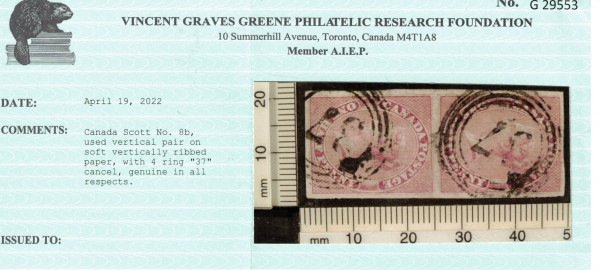 No. G 29553
VINCENT GRAVES GREENE PHILATELIC RESEARCH FOUNDATION
10 Summerhill Avenue, Toronto, Canada M4T1A8
Member A.I.E.P.
DATE: April 19, 2022
COMMENTS: Canada Scott No. 8b,
used vertical pair on
soft vertically ribbed
paper, with 4 ring "37"
cancel, genuine in all
respects.
ISSUED TO:
20
10
mm
CANADA POSTAGE
mm 10 20 30 40 5